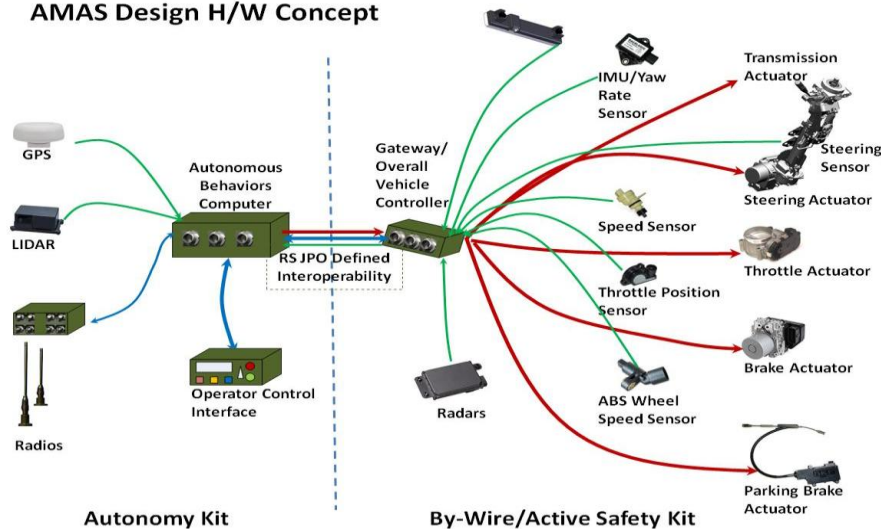 AMAS Design H/W Concept
GPS
LIDAR
Radios
Autonomous
Behaviors
Computer
Operator Control
Interface
RS JPO Defined
Interoperability
Gateway/
Overall
Vehicle
Controller
Radars
IMU/Yaw
Rate
Sensor
Speed Sensor
Throttle Position
Sensor
ABS Wheel
Speed Sensor
Transmission
Actuator
Steering
Sensor
Steering Actuator
Throttle Actuator
Brake Actuator
Parking Brake
Actuator
Autonomy Kit
By-Wire/Active Safety Kit